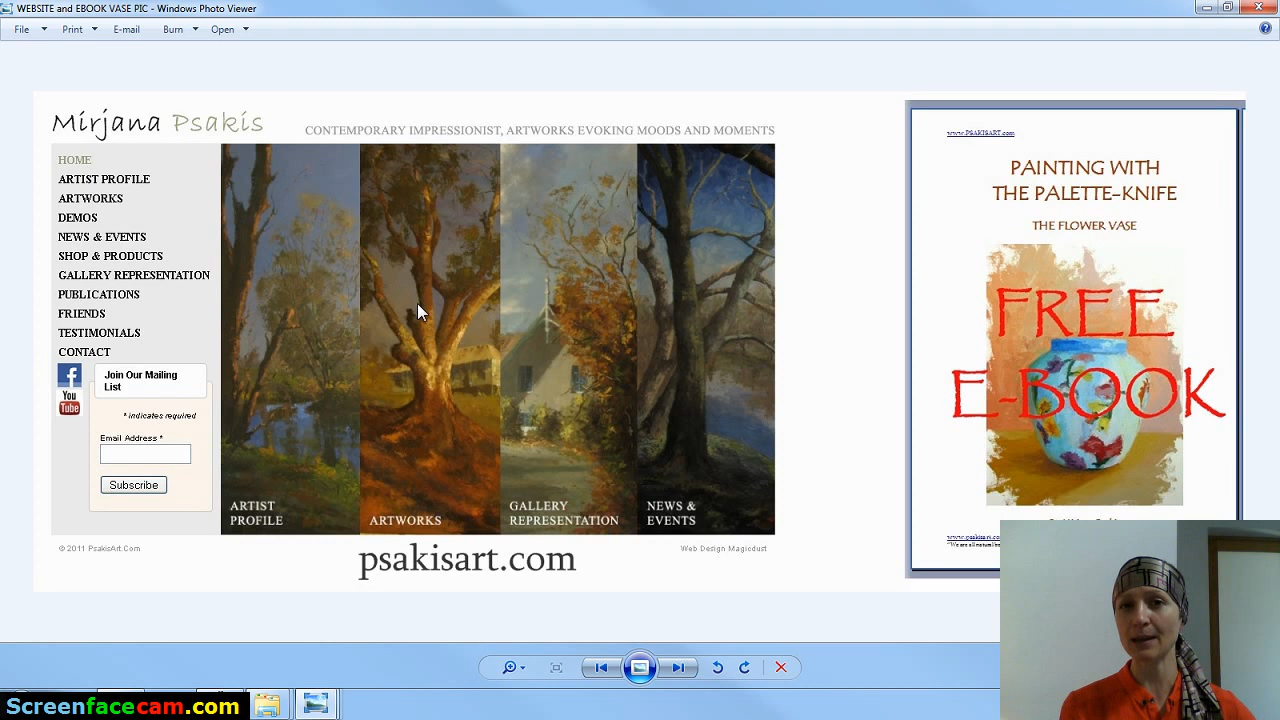 WEBSITE and EBOOK VASE PIC - Windows Photo Viewer
File Print E-mail Burn Open
Mirjana Psakis
CONTEMPORARY IMPRESSIONIST, ARTWORKS EVOKING MOODS AND MOMENTS
HOME
ARTIST PROFILE
ARTWORKS
DEMOS
NEWS & EVENTS
SHOP & PRODUCTS
GALLERY REPRESENTATION
PUBLICATIONS
FRIENDS
TESTIMONIALS
CONTACT
Join Our Mailing
List
You
Tube
* indicates required
Email Address *
Subscribe
ARTIST
PROFILE
ARTWORKS
GALLERY
REPRESENTATION
NEWS &
EVENTS
© 2011 PsakisArt.Com
Web Design Magicdust
psakisart.com
www.PSAKISART.com
PAINTING WITH
THE PALETTE-KNIFE
THE FLOWER VASE
FREE
E-BOOK
Screenfacecam.com